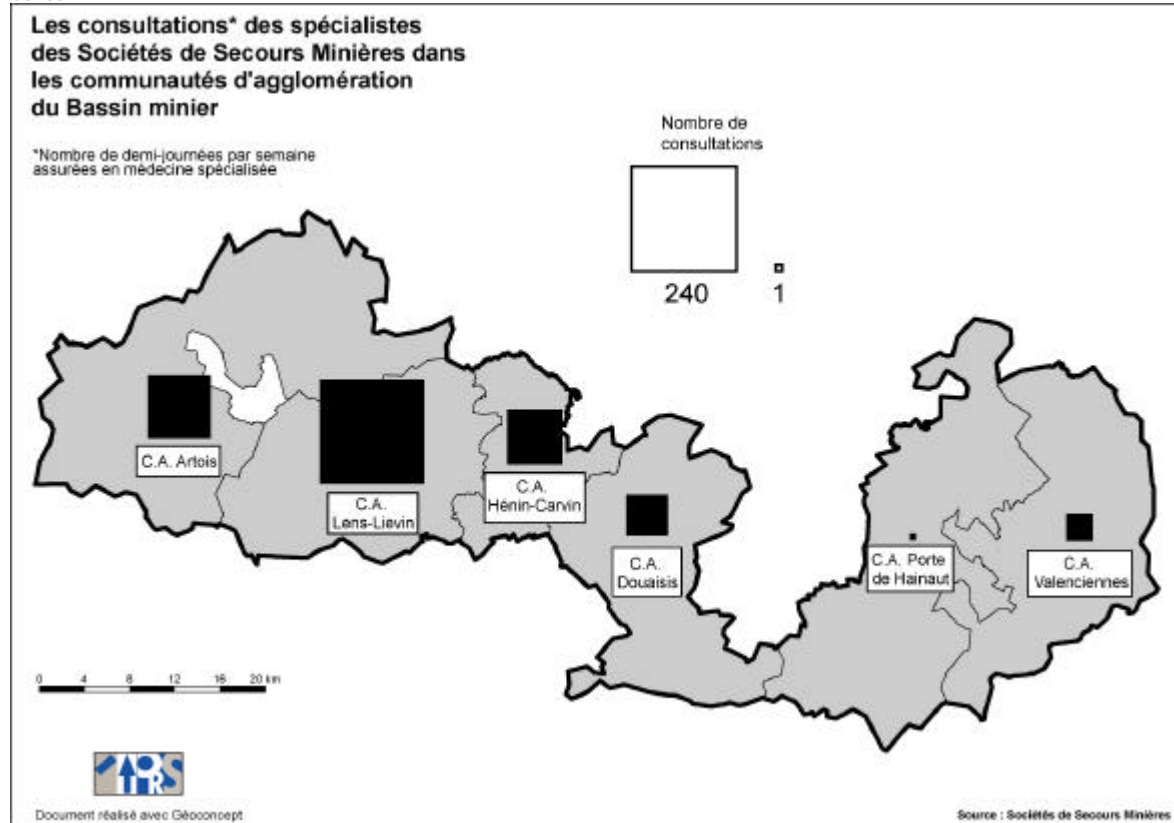 Les consultations* des spécialistes
des Sociétés de Secours Minières dans
les communautés d'agglomération
du Bassin minier
*Nombre de demi-journées par semaine
assurées en médecine spécialisée
Nombre de
consultations
240
1
C.A. Artois
C.A.
Lens-Lievin
C.A.
Hénin-Carvin
C.A.
Douaisis
C.A. Porte
de Hainaut
C.A.
Valenciennes
0 4 8 12 16 20 km
Document réalisé avec Géoconcept
Source : Sociétés de Secours Minières